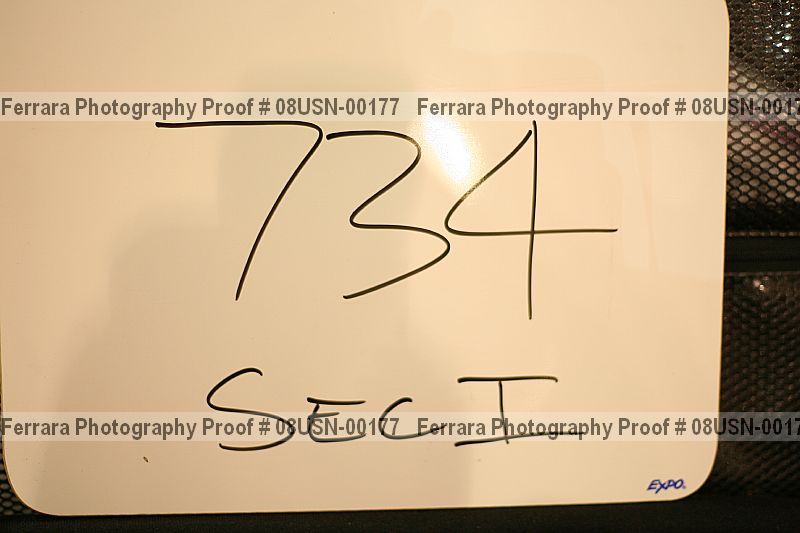 Ferrara Photography Proof # 08USN-00177 Ferrara Photography Proof # 08USN-0017
734
SEC I
Ferrara Photography Proof # 08USN-00177 Ferrara Photography Proof # 08USN-0017
EXPO